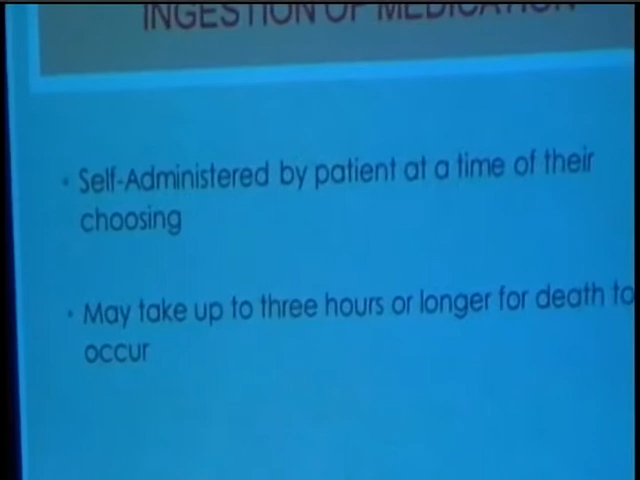 INGESTION OF MEDICATION
• Self-Administered by patient at a time of their
choosing
• May take up to three hours or longer for death to
occur